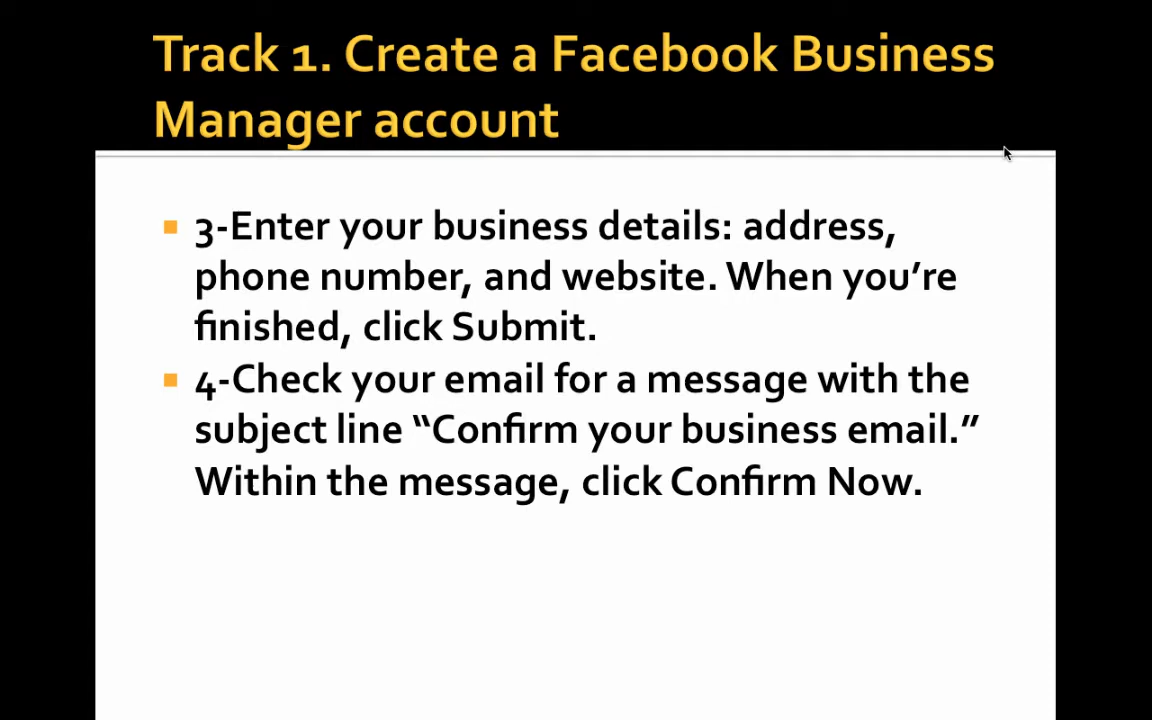 Track 1. Create a Facebook Business
Manager account
3-Enter your business details: address,
phone number, and website. When you’re
finished, click Submit.
4-Check your email for a message with the
subject line “Confirm your business email.”
Within the message, click Confirm Now.